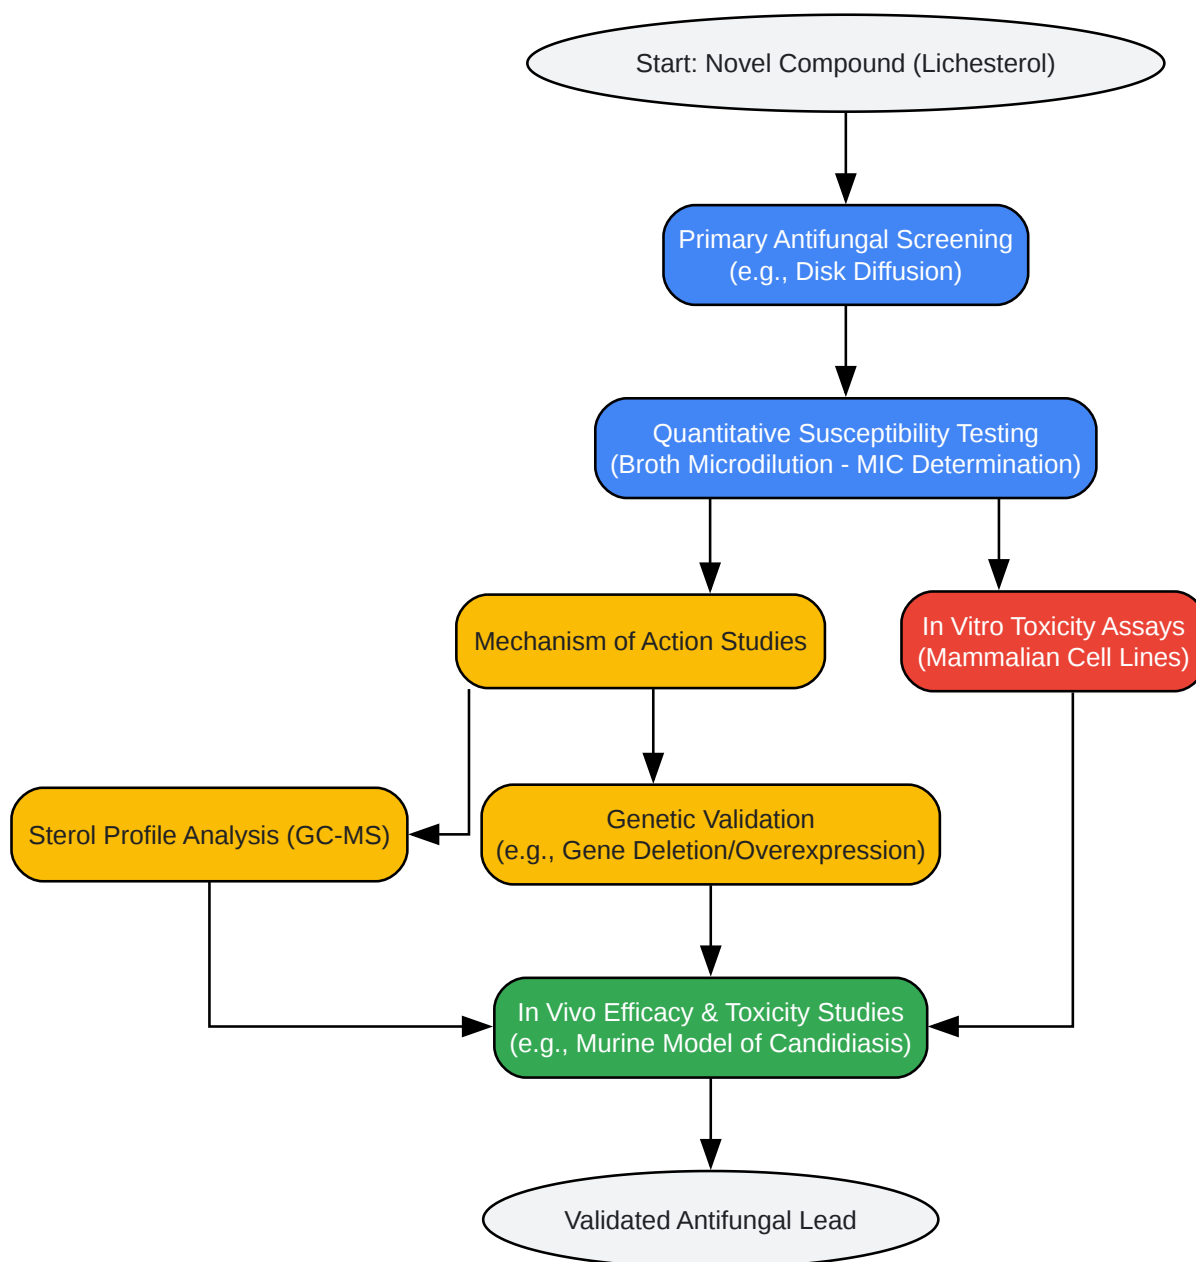 Start: Novel Compound (Lichesterol)
Primary Antifungal Screening
(e.g., Disk Diffusion)
Quantitative Susceptibility Testing
(Broth Microdilution - MIC Determination)
Mechanism of Action Studies
In Vitro Toxicity Assays
(Mammalian Cell Lines)
Sterol Profile Analysis (GC-MS)
Genetic Validation
(e.g., Gene Deletion/Overexpression)
In Vivo Efficacy & Toxicity Studies
(e.g., Murine Model of Candidiasis)
Validated Antifungal Lead